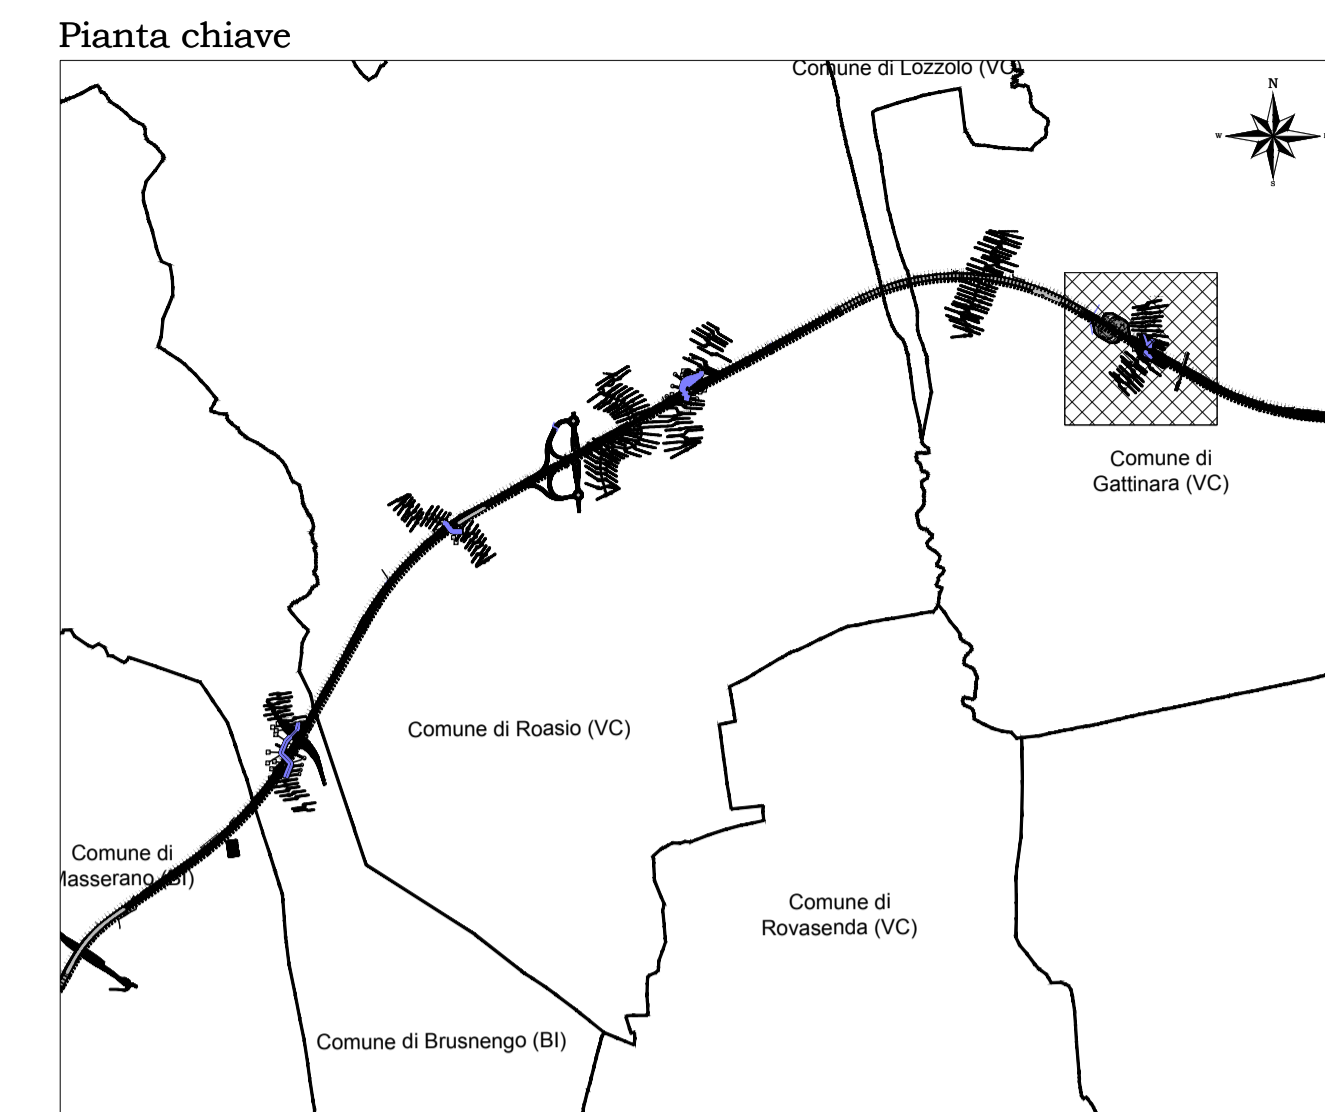 Pianta chiave
Comune di Lozzolo (VC)
N
W
S
Comune di
Gattinara (VC)
Comune di Roasio (VC)
Comune di
Masserano (BI)
Comune di
Rovasenda (VC)
Comune di Brusnengo (BI)